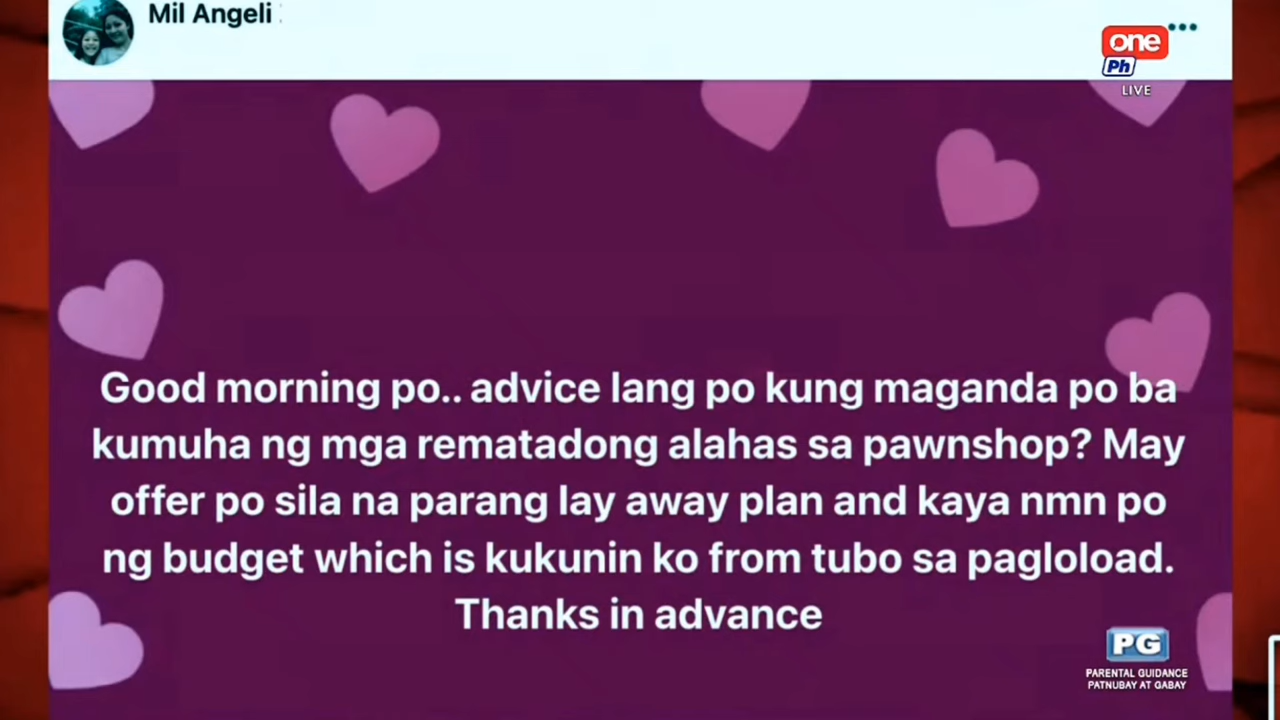 Mil Angeli
one
Ph
LIVE
Good morning po.. advice lang po kung maganda po ba
kumuha ng mga rematadong alahas sa pawnshop? May
offer po sila na parang lay away plan and kaya nmn po
ng budget which is kukunin ko from tubo sa pagloload.
Thanks in advance
PG
PARENTAL GUIDANCE
PATNUBAY AT GABAY